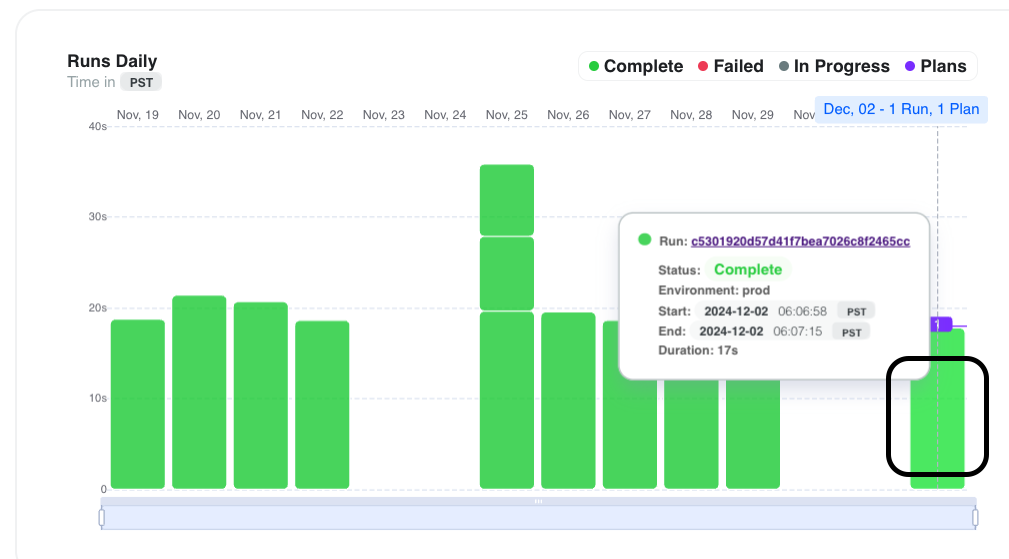 Runs Daily
Time in PST
Complete Failed In Progress Plans
Dec, 02 - 1 Run, 1 Plan
Nov, 19 Nov, 20 Nov, 21 Nov, 22 Nov, 23 Nov, 24 Nov, 25 Nov, 26 Nov, 27 Nov, 28 Nov, 29 Nov
40s
30s
20s
10s
0
Run: c5301920d57d41f7bea7026c8f2465cc
Status: Complete
Environment: prod
Start: 2024-12-02 06:06:58 PST
End: 2024-12-02 06:07:15 PST
Duration: 17s
1